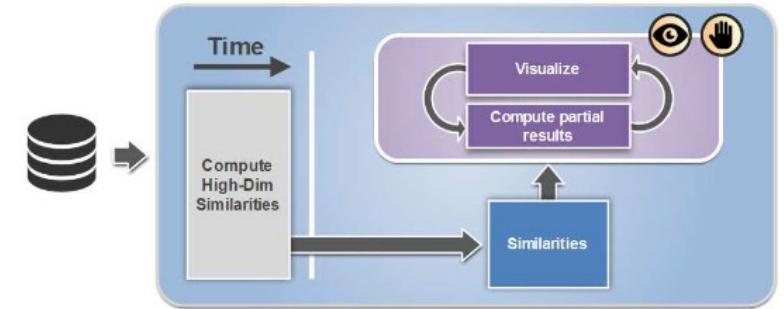 Time
Visualize
Compute partial
results
Compute
High-Dim
Similarities
Similarities